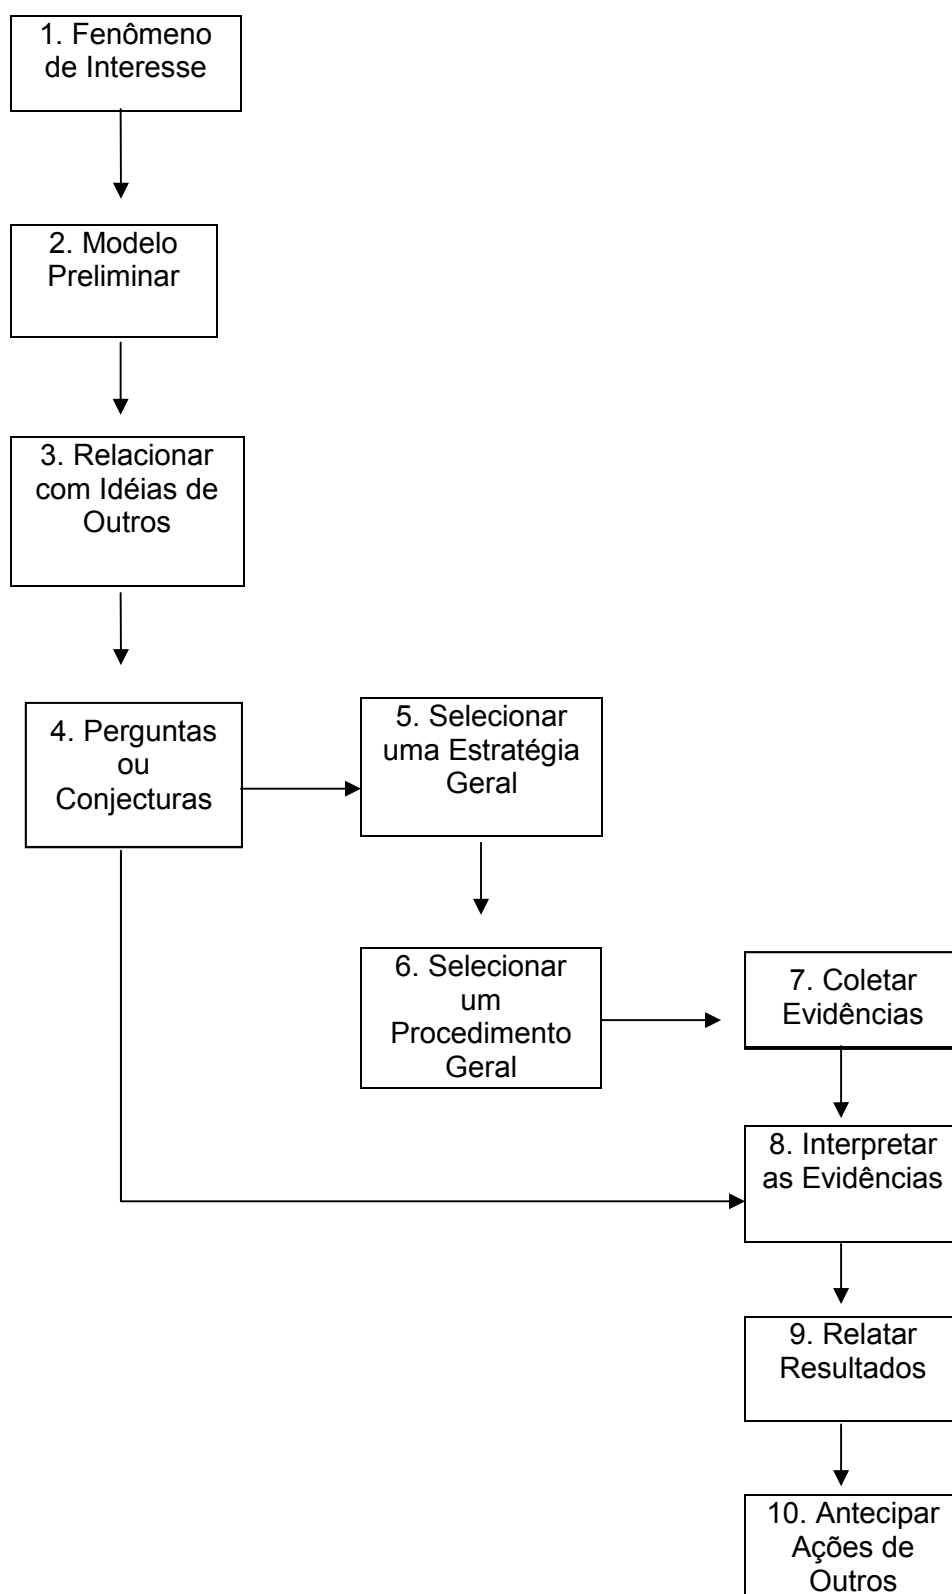 1. Fenômeno
de Interesse
2. Modelo
Preliminar
3. Relacionar
com Idéias de
Outros
4. Perguntas
ou
Conjecturas
5. Selecionar
uma Estratégia
Geral
6. Selecionar
um
Procedimento
Geral
7. Coletar
Evidências
8. Interpretar
as Evidências
9. Relatar
Resultados
10. Antecipar
Ações de
Outros